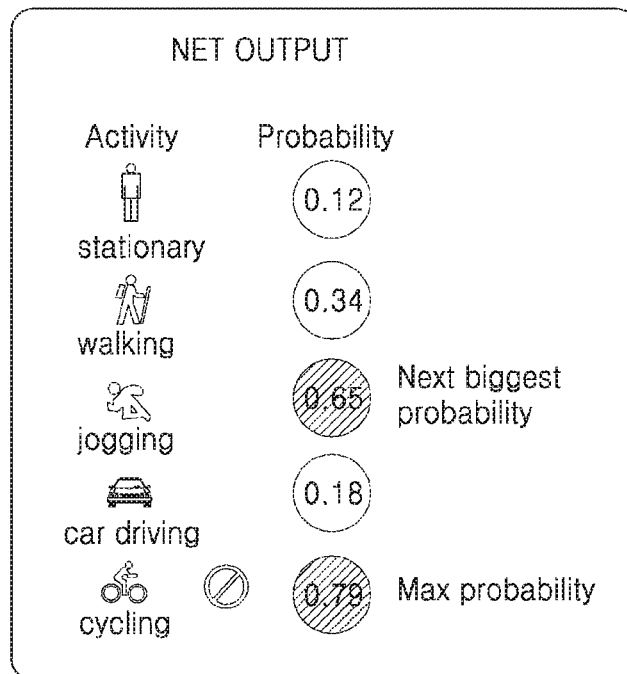 NET OUTPUT
Activity Probability
0.12
stationary
0.34
walking
0.65 Next biggest
probability
jogging
0.18
car driving
0.79 Max probability
cycling